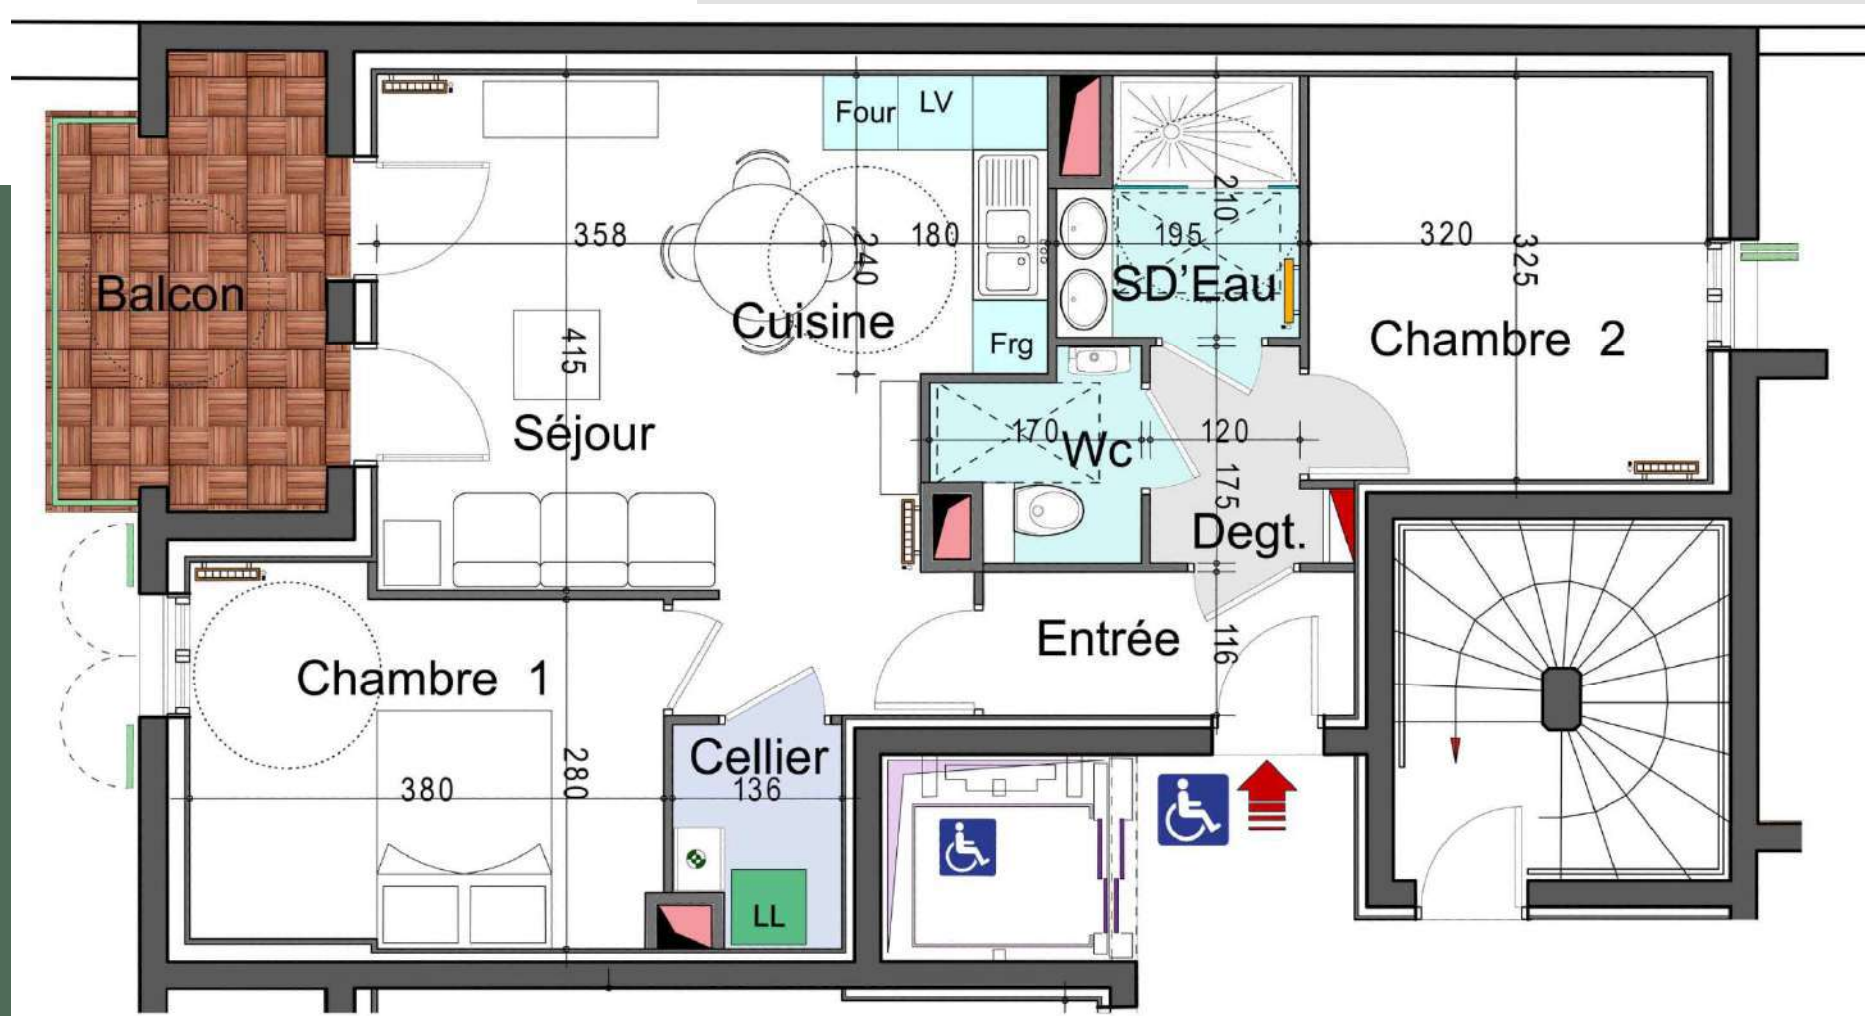 Four
LV
210
358
240
180
195
320
325
Balcon
SD'Eau
Cuisine
Chambre 2
415
Frg
Séjour
170
Wc
120
175
Degt.
Entrée
116
Chambre 1
Cellier
380
280
136
LL